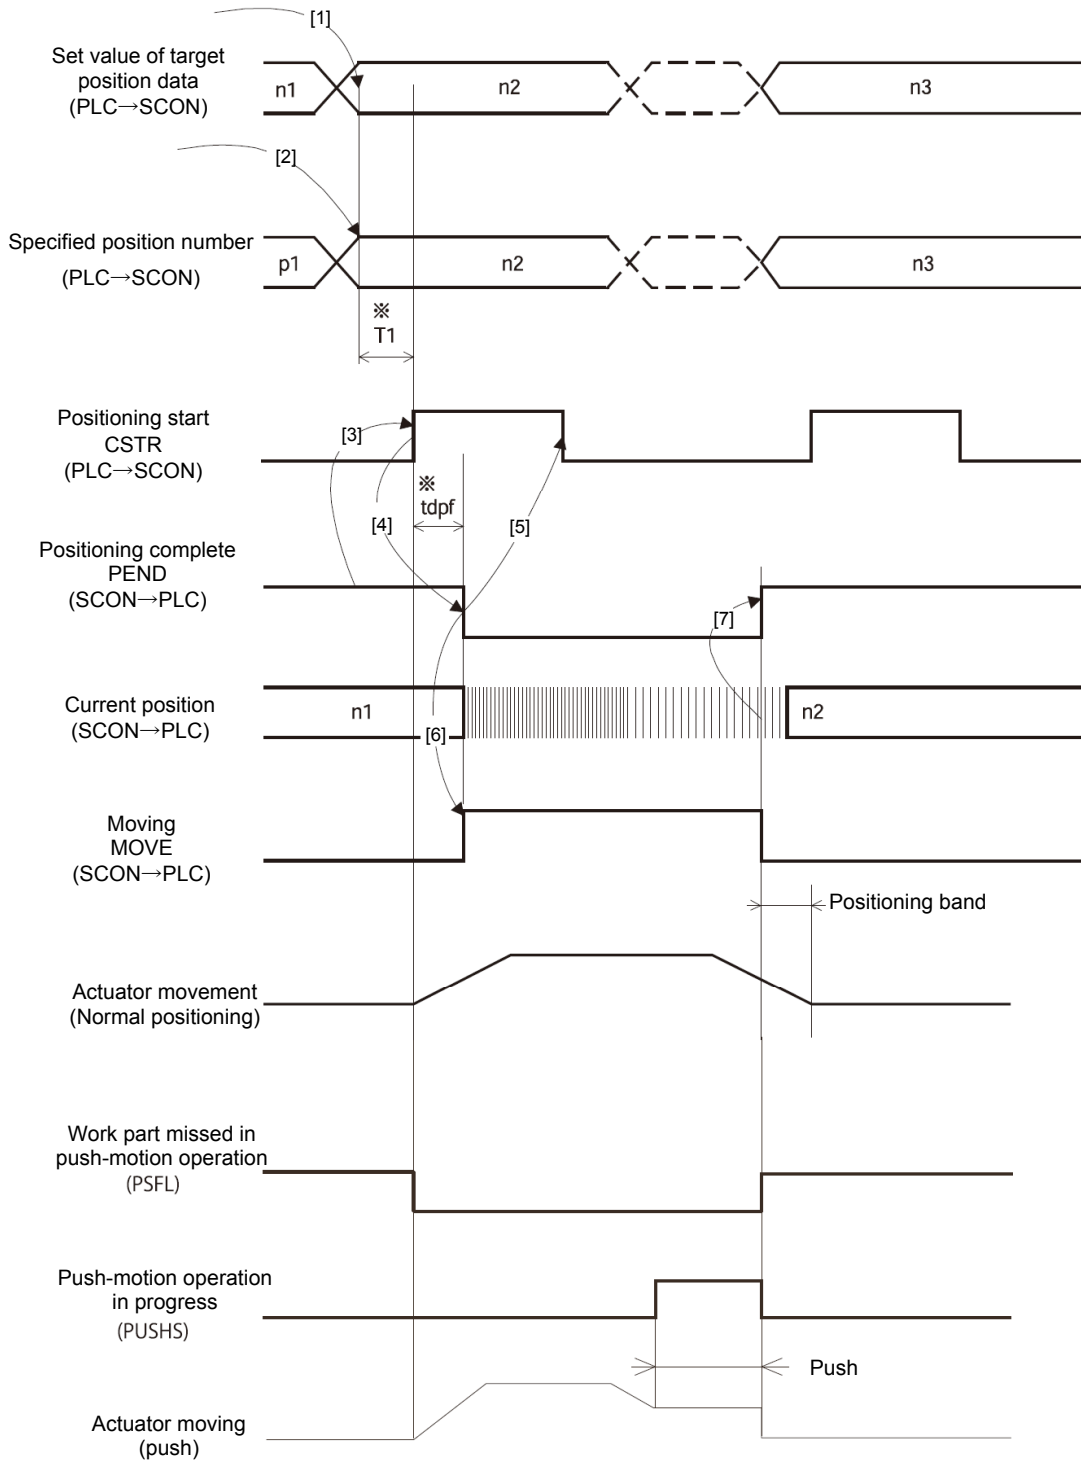 [1]
Set value of target
position data
(PLC→SCON)
n1
n2
n3
[2]
Specified position number
(PLC→SCON)
p1
n2
n3
※
T1
Positioning start
CSTR
(PLC→SCON)
[3]
※
tdpf
[4]
[5]
Positioning complete
PEND
(SCON→PLC)
[7]
Current position
(SCON→PLC)
n1
n2
[6]
Moving
MOVE
(SCON→PLC)
Positioning band
Actuator movement
(Normal positioning)
Work part missed in
push-motion operation
(PSFL)
Push-motion operation
in progress
(PUSHS)
Push
Actuator moving
(push)